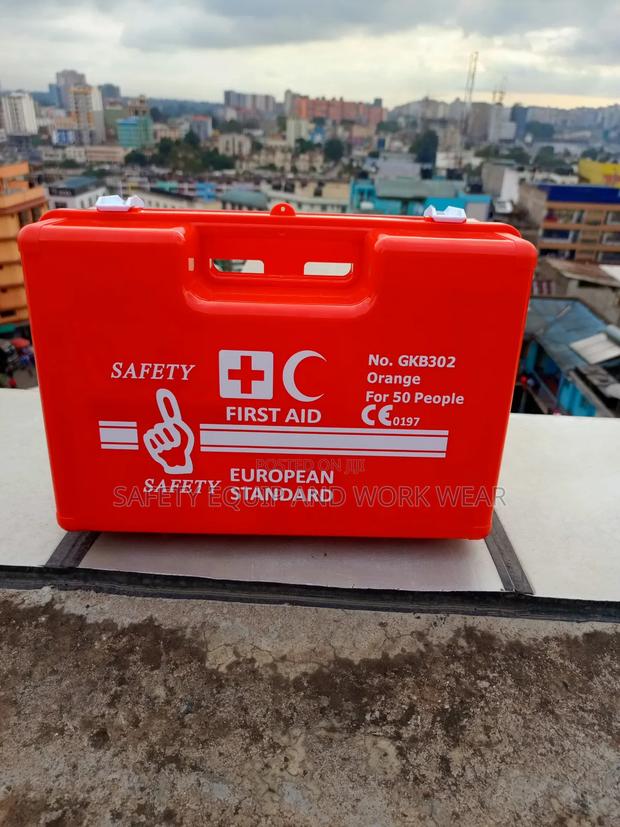 SAFETY
FIRST AID
No. GKB302
Orange
For 50 People
CE 0197
SAFETY
EUROPEAN
STANDARD
POSTED ON JIJI
SAFETY EQUIP AND WORK WEAR